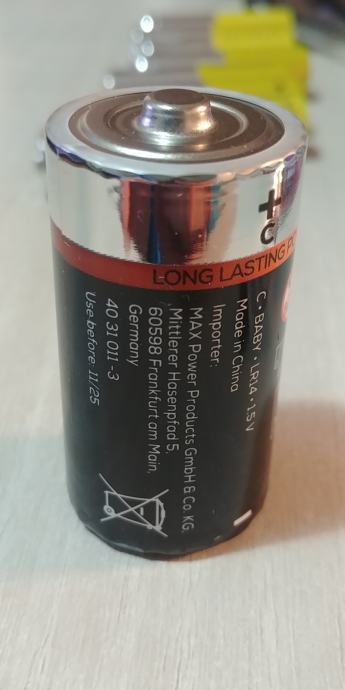 +
C
LONG LASTING
C • BABY • LR14 • 1.5 V
Made in China
Importer:
MAX Power Products GmbH & Co. KG,
Mittlerer Hasenpfad 5,
60598 Frankfurt am Main,
Germany
40 31 011 -3
Use before: 11/25